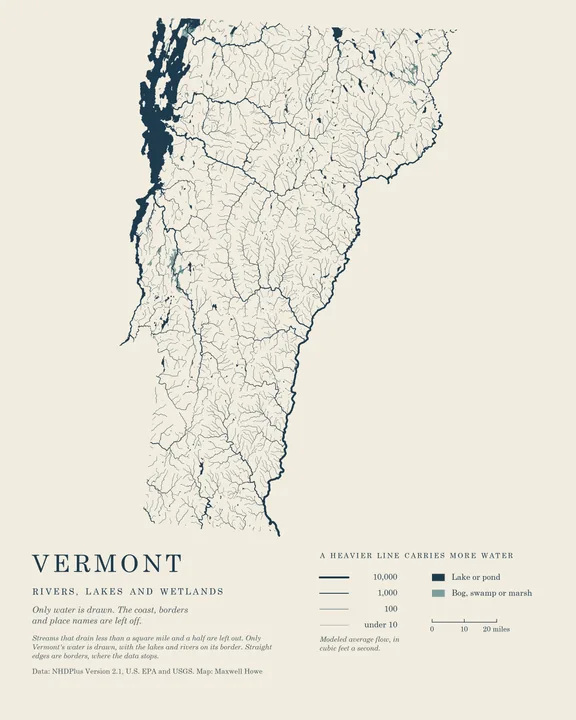 VERMONT
RIVERS, LAKES AND WETLANDS
Only water is drawn. The coast, borders
and place names are left off.
Streams that drain less than a square mile and a half are left out. Only
Vermont's water is drawn, with the lakes and rivers on its border. Straight
edges are borders, where the data stops.
Data: NHDPlus Version 2.1, U.S. EPA and USGS. Map: Maxwell Howe
A HEAVIER LINE CARRIES MORE WATER
10,000
1,000
100
under 10
Modeled average flow, in
cubic feet a second.
Lake or pond
Bog, swamp or marsh
0 10 20 miles